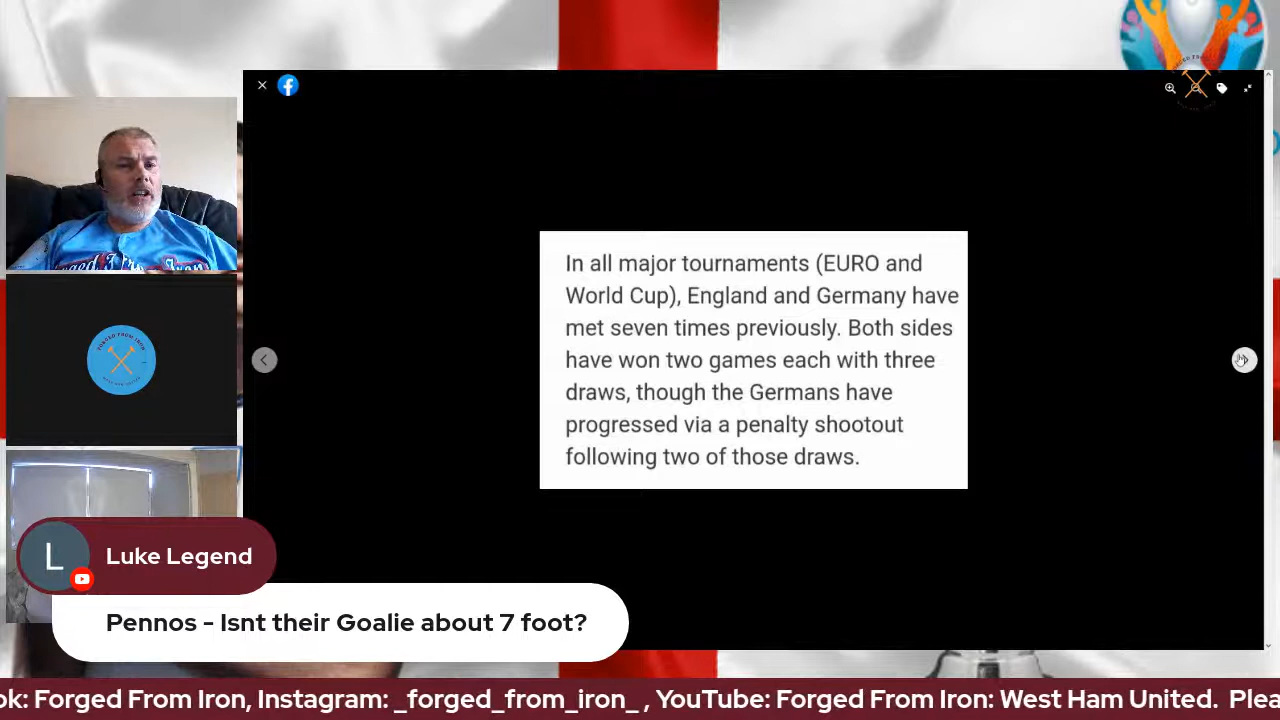 In all major tournaments (EURO and
World Cup), England and Germany have
met seven times previously. Both sides
have won two games each with three
draws, though the Germans have
progressed via a penalty shootout
following two of those draws.
FORGED FROM IRON
L
Luke Legend
Pennos - Isnt their Goalie about 7 foot?
ok: Forged From Iron, Instagram: _forged_from_iron_ , YouTube: Forged From Iron: West Ham United. Plea